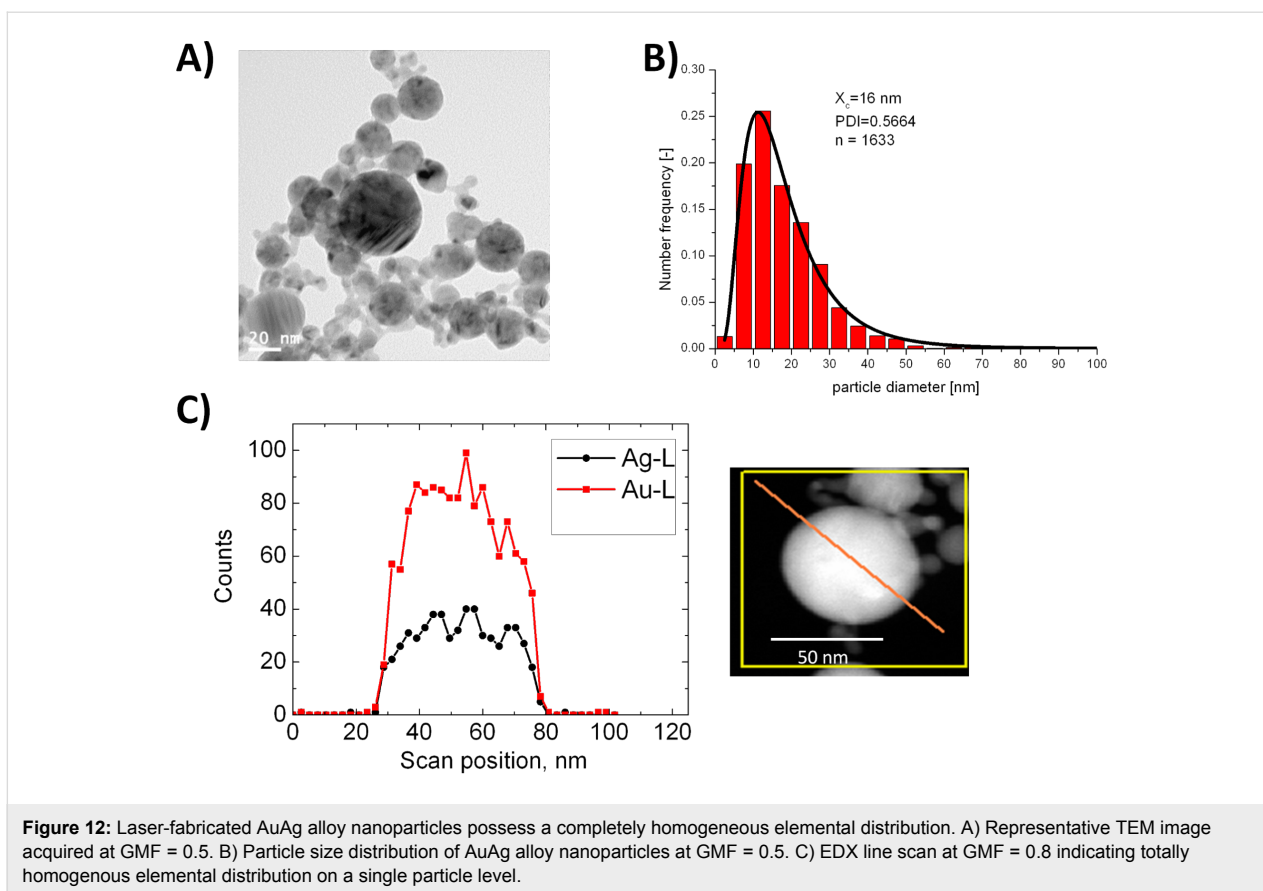 A)
20 nm
B)
0.30
0.25
0.20
0.15
0.10
0.05
0.00
Number frequency [-]
X_c=16 nm
PDI=0.5664
n = 1633
0 10 20 30 40 50 60 70 80 90 100
particle diameter [nm]
C)
100
80
60
40
20
0
Counts
Ag-L
Au-L
0 20 40 60 80 100 120
Scan position, nm
50 nm
Figure 12: Laser-fabricated AuAg alloy nanoparticles possess a completely homogeneous elemental distribution. A) Representative TEM image
acquired at GMF = 0.5. B) Particle size distribution of AuAg alloy nanoparticles at GMF = 0.5. C) EDX line scan at GMF = 0.8 indicating totally
homogenous elemental distribution on a single particle level.